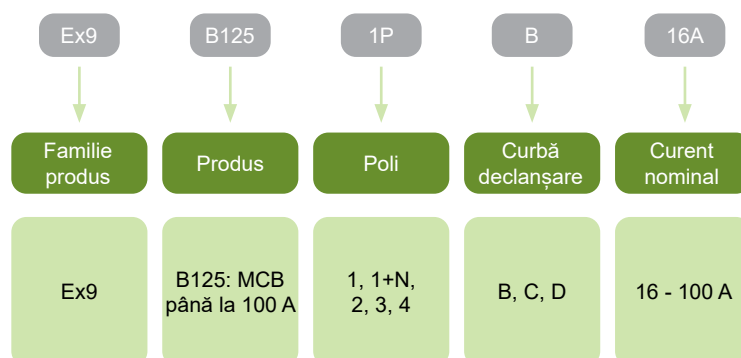 Ex9
B125
1P
B
16A
Familie
produs
Produs
Poli
Curbă
declanșare
Curent
nominal
Ex9
B125: MCB
până la 100 A
1, 1+N,
2, 3, 4
B, C, D
16 - 100 A